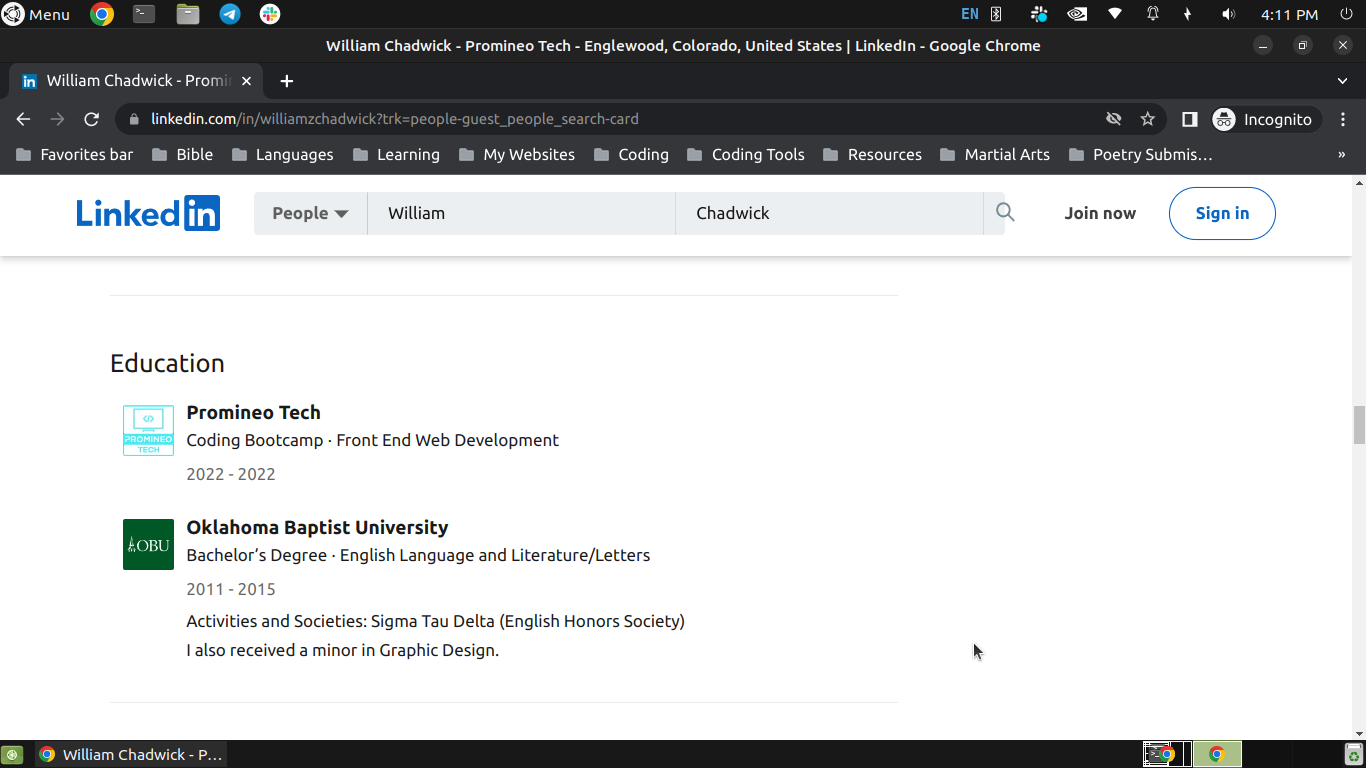 Menu
EN
4:11 PM
William Chadwick - Promineo Tech - Englewood, Colorado, United States | LinkedIn - Google Chrome
William Chadwick - Promin
linkedin.com/in/williamzchadwick?trk=people-guest_people_search-card
Incognito
Favorites bar
Bible
Languages
Learning
My Websites
Coding
Coding Tools
Resources
Martial Arts
Poetry Submis…
»
Linkedin
People
William
Chadwick
Join now
Sign in
Education
PROMINEO
TECH
Promineo Tech
Coding Bootcamp · Front End Web Development
2022 - 2022
OBU
Oklahoma Baptist University
Bachelor’s Degree · English Language and Literature/Letters
2011 - 2015
Activities and Societies: Sigma Tau Delta (English Honors Society)
I also received a minor in Graphic Design.
William Chadwick - P…